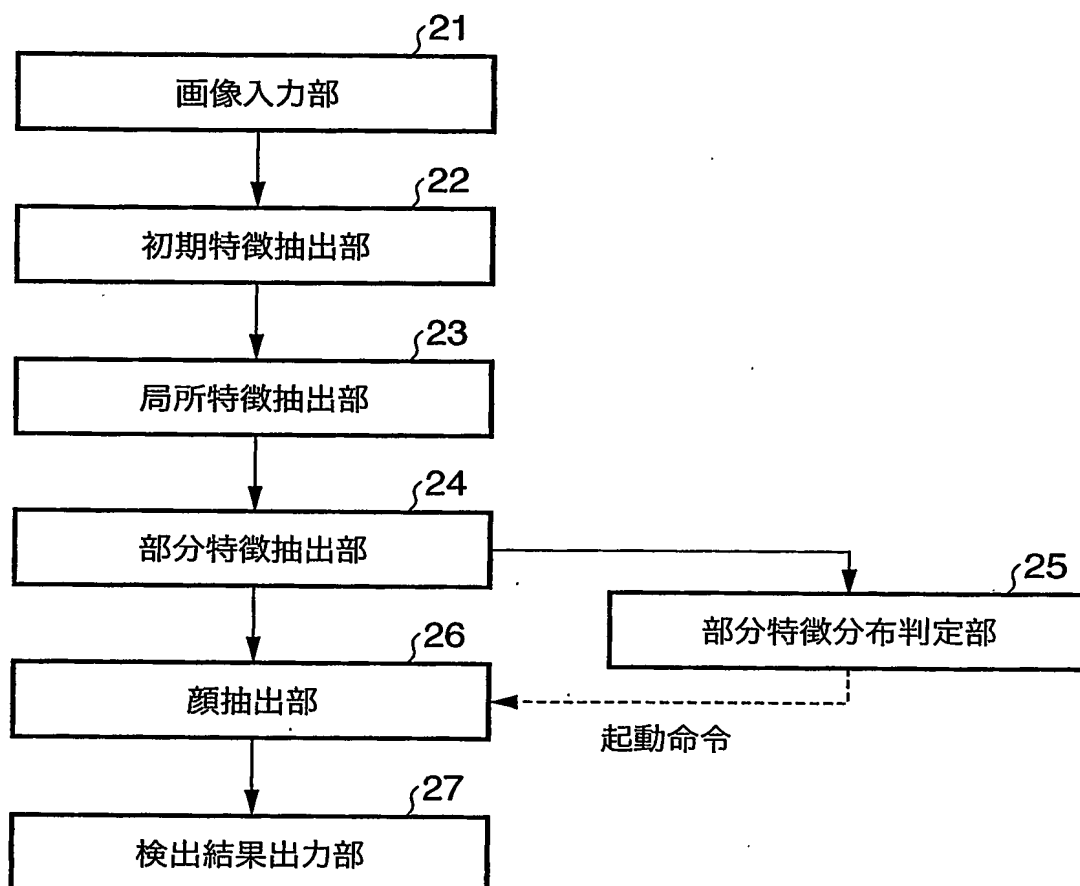 21
画像入力部
22
初期特徴抽出部
23
局所特徴抽出部
24
部分特徴抽出部
25
部分特徴分布判定部
26
顔抽出部
起動命令
27
検出結果出力部